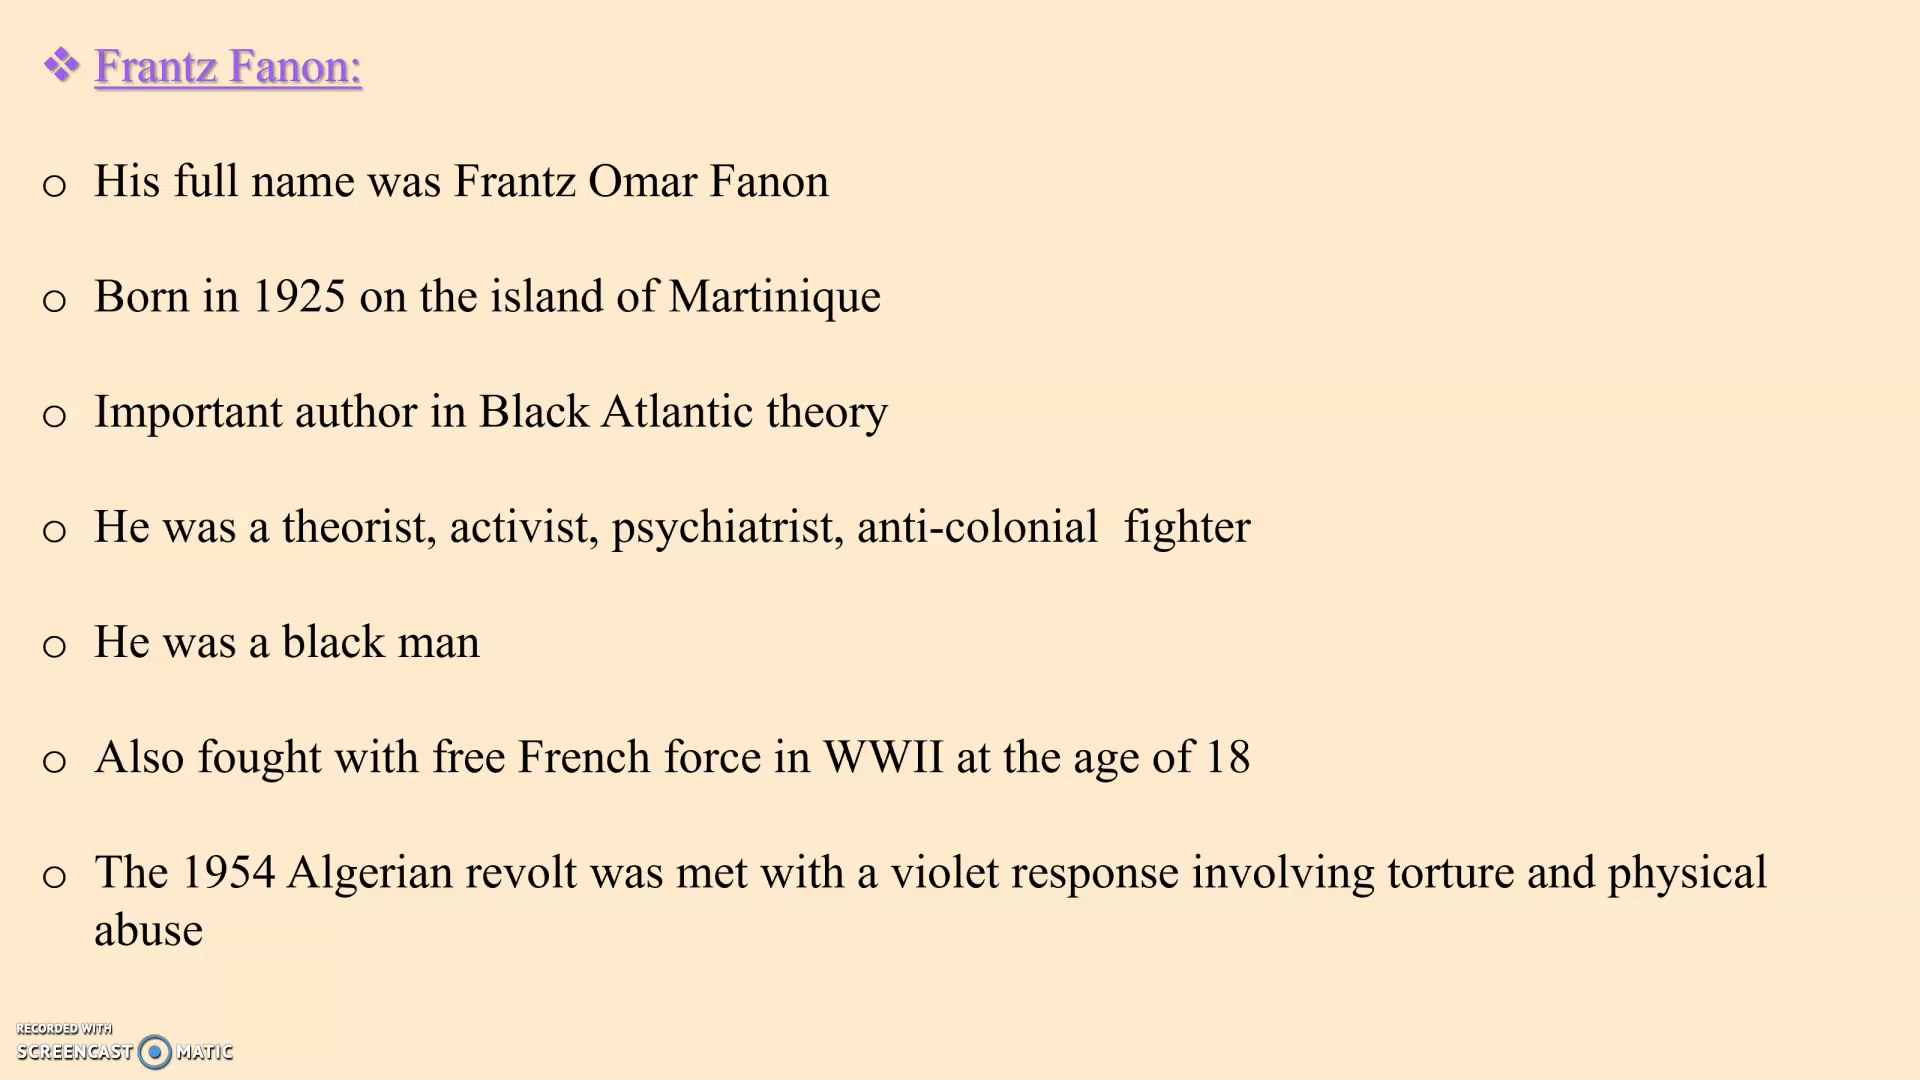 ❖ Frantz Fanon:
o His full name was Frantz Omar Fanon
o Born in 1925 on the island of Martinique
o Important author in Black Atlantic theory
o He was a theorist, activist, psychiatrist, anti-colonial  fighter
o He was a black man
o Also fought with free French force in WWII at the age of 18
o The 1954 Algerian revolt was met with a violet response involving torture and physical
abuse
RECORDED WITH
SCREENCAST MATIC